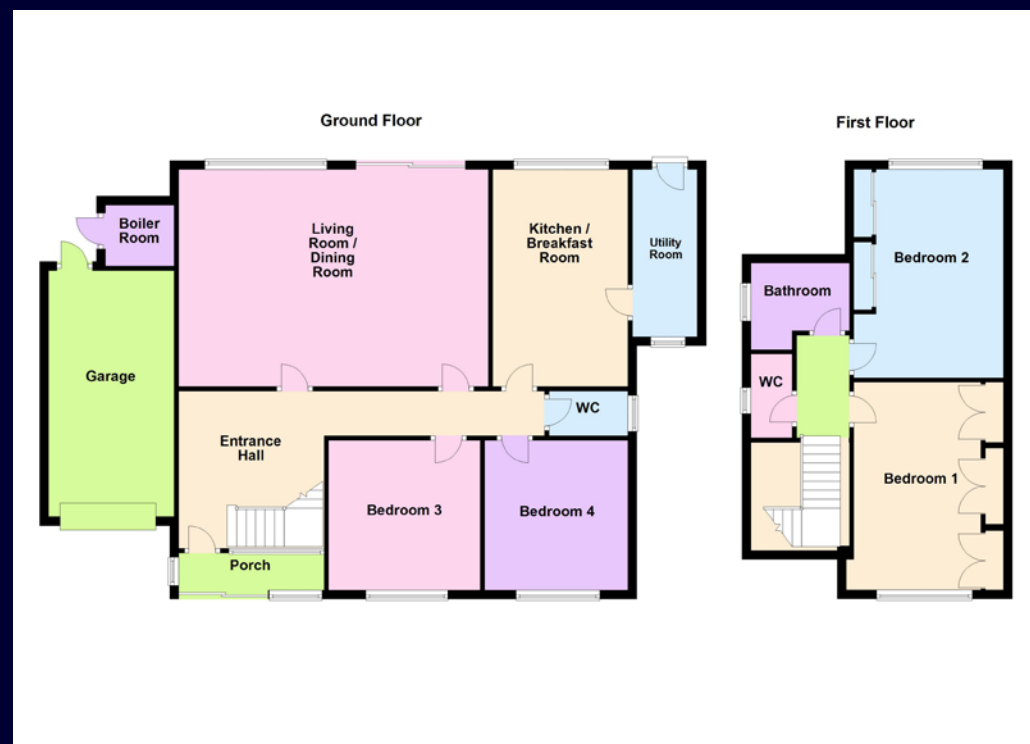 Ground Floor
Boiler
Room
Living
Room /
Dining
Room
Kitchen /
Breakfast
Room
Utility
Room
Garage
WC
Entrance
Hall
Bedroom 3
Bedroom 4
Porch
First Floor
Bedroom 2
Bathroom
WC
Bedroom 1